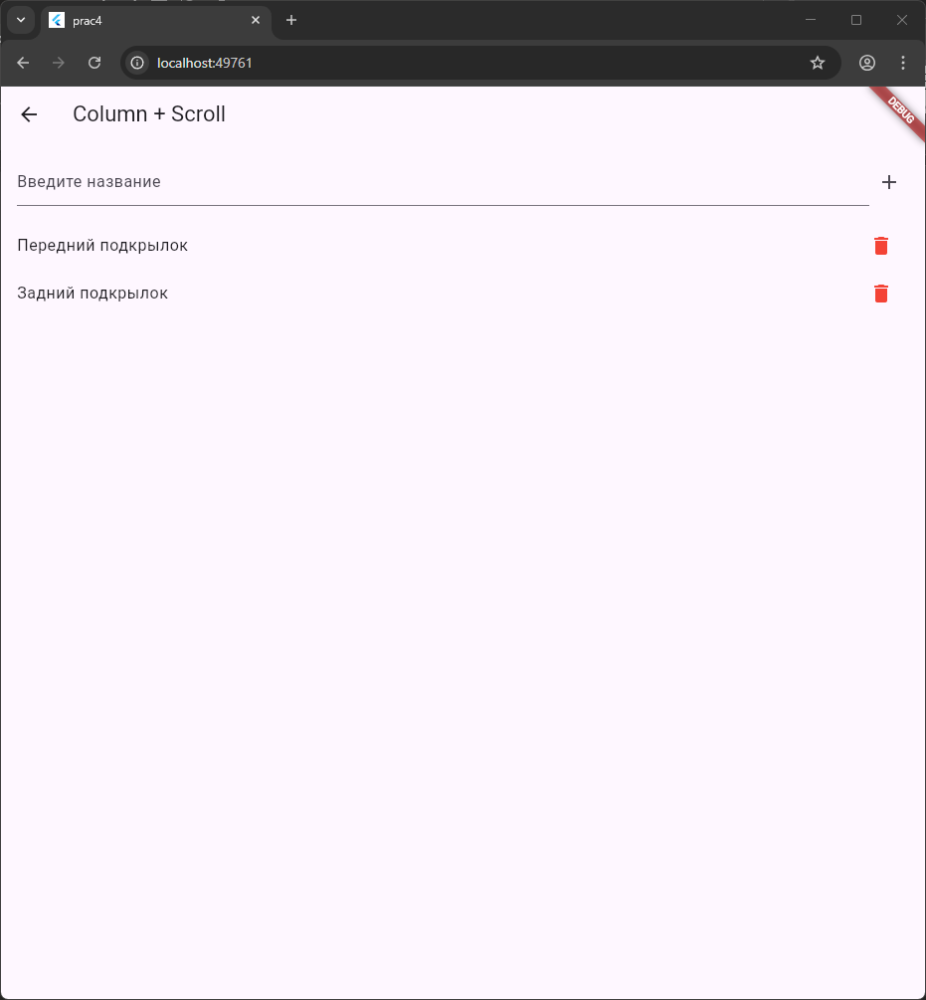 prac4
localhost:49761
Column + Scroll
DEBUG
Введите название
Передний подкрылок
Задний подкрылок